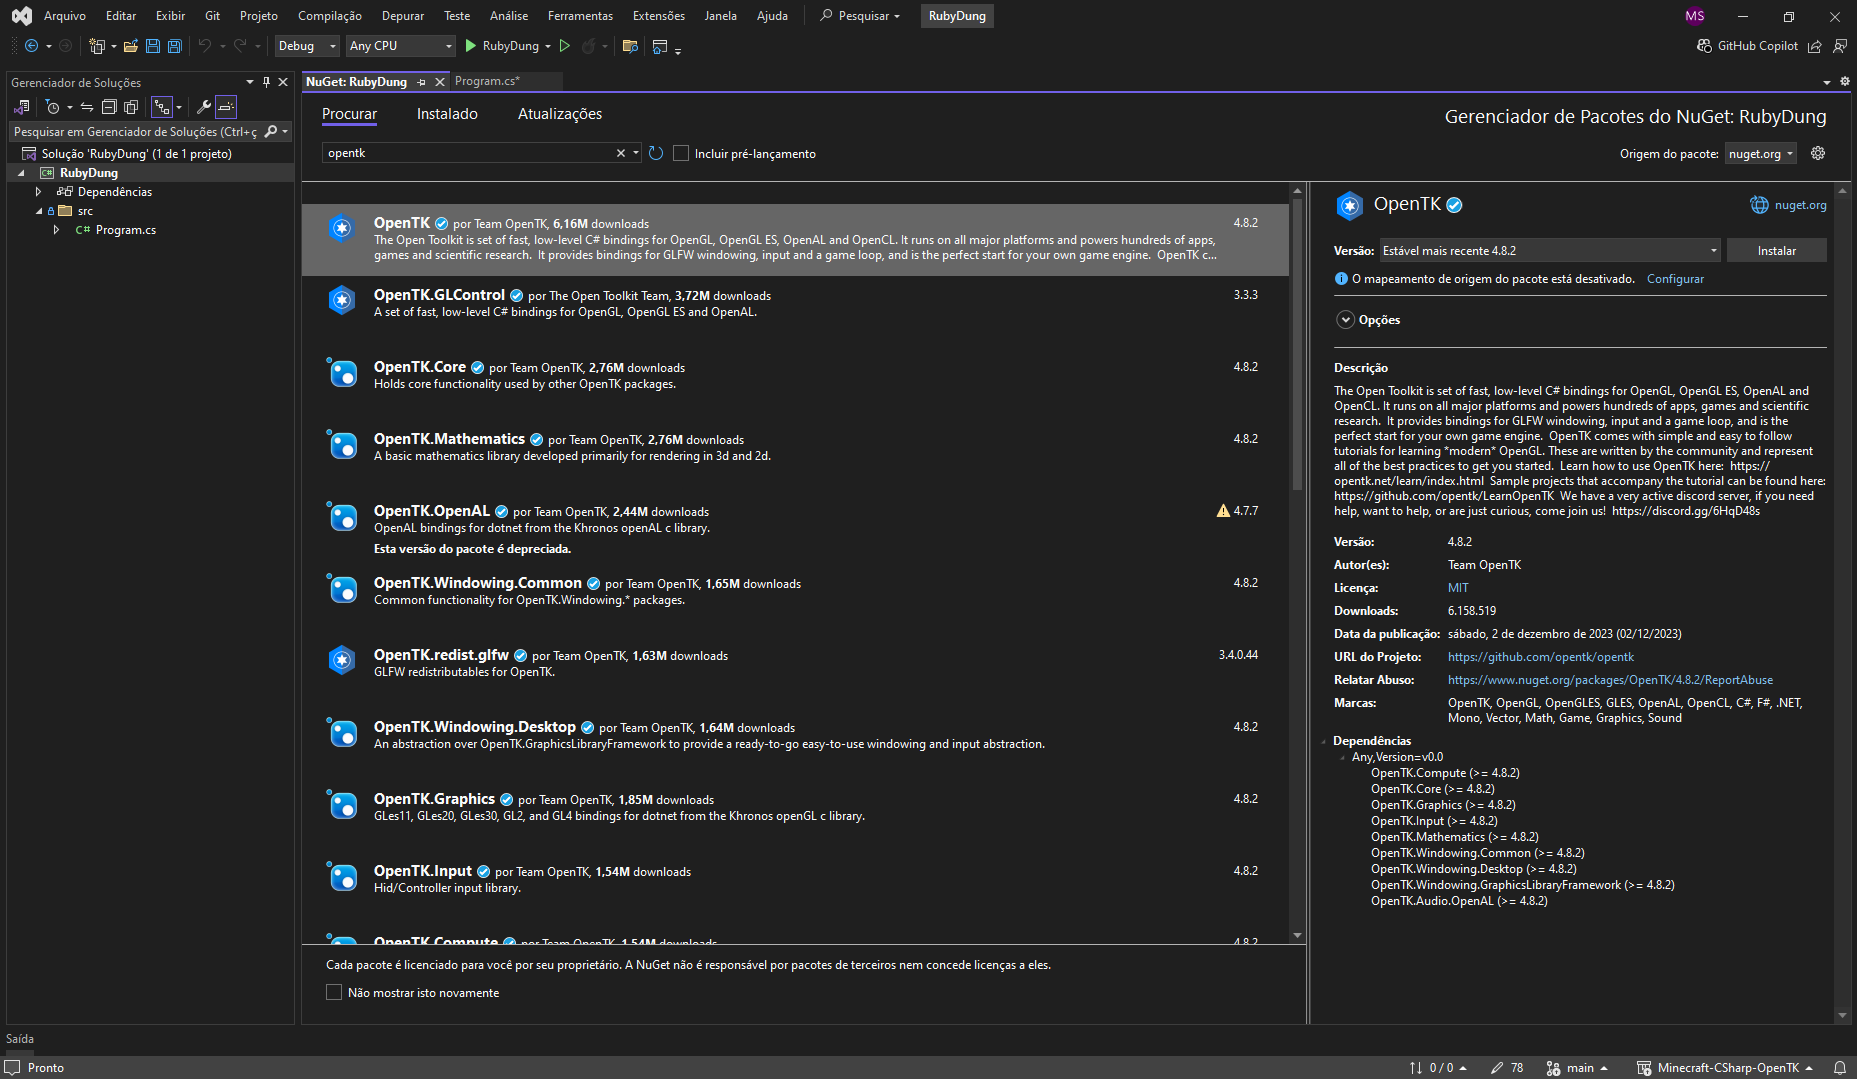 Arquivo Editar Exibir Git Projeto Compilação Depurar Teste Análise Ferramentas Extensões Janela Ajuda Pesquisar RubyDung MS
Debug Any CPU RubyDung GitHub Copilot
Gerenciador de Soluções
Pesquisar em Gerenciador de Soluções (Ctrl+ç
Solução 'RubyDung' (1 de 1 projeto)
C# RubyDung
Dependências
src
C# Program.cs
NuGet: RubyDung Program.cs*
Procurar Instalado Atualizações
Gerenciador de Pacotes do NuGet: RubyDung
opentk Incluir pré-lançamento
Origem do pacote: nuget.org
OpenTK por Team OpenTK, 6,16M downloads 4.8.2
The Open Toolkit is set of fast, low-level C# bindings for OpenGL, OpenGL ES, OpenAL and OpenCL. It runs on all major platforms and powers hundreds of apps,
games and scientific research. It provides bindings for GLFW windowing, input and a game loop, and is the perfect start for your own game engine. OpenTK c...
OpenTK.GLControl por The Open Toolkit Team, 3,72M downloads 3.3.3
A set of fast, low-level C# bindings for OpenGL, OpenGL ES and OpenAL.
OpenTK.Core por Team OpenTK, 2,76M downloads 4.8.2
Holds core functionality used by other OpenTK packages.
OpenTK.Mathematics por Team OpenTK, 2,76M downloads 4.8.2
A basic mathematics library developed primarily for rendering in 3d and 2d.
OpenTK.OpenAL por Team OpenTK, 2,44M downloads 4.7.7
OpenAL bindings for dotnet from the Khronos openAL c library.
Esta versão do pacote é depreciada.
OpenTK.Windowing.Common por Team OpenTK, 1,65M downloads 4.8.2
Common functionality for OpenTK.Windowing.* packages.
OpenTK.redist.glfw por Team OpenTK, 1,63M downloads 3.4.0.44
GLFW redistributables for OpenTK.
OpenTK.Windowing.Desktop por Team OpenTK, 1,64M downloads 4.8.2
An abstraction over OpenTK.GraphicsLibraryFramework to provide a ready-to-go easy-to-use windowing and input abstraction.
OpenTK.Graphics por Team OpenTK, 1,85M downloads 4.8.2
GLes11, GLes20, GLes30, GL2, and GL4 bindings for dotnet from the Khronos openGL c library.
OpenTK.Input por Team OpenTK, 1,54M downloads 4.8.2
Hid/Controller input library.
OpenTK.Compute por Team OpenTK, 1,54M downloads 4.8.2
Cada pacote é licenciado para você por seu proprietário. A NuGet não é responsável por pacotes de terceiros nem concede licenças a eles.
Não mostrar isto novamente
OpenTK nuget.org
Versão: Estável mais recente 4.8.2 Instalar
O mapeamento de origem do pacote está desativado. Configurar
Opções
Descrição
The Open Toolkit is set of fast, low-level C# bindings for OpenGL, OpenGL ES, OpenAL and
OpenCL. It runs on all major platforms and powers hundreds of apps, games and scientific
research. It provides bindings for GLFW windowing, input and a game loop, and is the
perfect start for your own game engine. OpenTK comes with simple and easy to follow
tutorials for learning *modern* OpenGL. These are written by the community and represent
all of the best practices to get you started. Learn how to use OpenTK here: https://
opentk.net/learn/index.html Sample projects that accompany the tutorial can be found here:
https://github.com/opentk/LearnOpenTK We have a very active discord server, if you need
help, want to help, or are just curious, come join us! https://discord.gg/6HqD48s
Versão: 4.8.2
Autor(es): Team OpenTK
Licença: MIT
Downloads: 6.158.519
Data da publicação: sábado, 2 de dezembro de 2023 (02/12/2023)
URL do Projeto: https://github.com/opentk/opentk
Relatar Abuso: https://www.nuget.org/packages/OpenTK/4.8.2/ReportAbuse
Marcas: OpenTK, OpenGL, OpenGLES, GLES, OpenAL, OpenCL, C#, F#, .NET,
Mono, Vector, Math, Game, Graphics, Sound
Dependências
Any,Version=v0.0
OpenTK.Compute (>= 4.8.2)
OpenTK.Core (>= 4.8.2)
OpenTK.Graphics (>= 4.8.2)
OpenTK.Input (>= 4.8.2)
OpenTK.Mathematics (>= 4.8.2)
OpenTK.Windowing.Common (>= 4.8.2)
OpenTK.Windowing.Desktop (>= 4.8.2)
OpenTK.Windowing.GraphicsLibraryFramework (>= 4.8.2)
OpenTK.Audio.OpenAL (>= 4.8.2)
Saída
Pronto 0 / 0 78 main Minecraft-CSharp-OpenTK